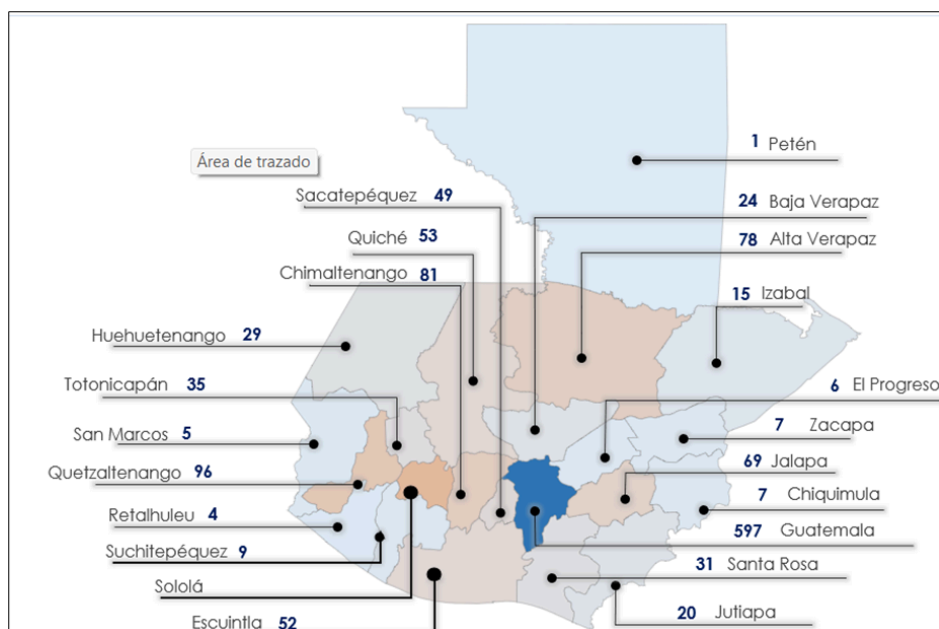 1 Petén
Área de trazado
Sacatepéquez 49
24 Baja Verapaz
Quiché 53
78 Alta Verapaz
Chimaltenango 81
15 Izabal
Huehuetenango 29
Totonicapán 35
6 El Progreso
San Marcos 5
7 Zacapa
Quetzaltenango 96
69 Jalapa
7 Chiquimula
Retalhuleu 4
597 Guatemala
Suchitepéquez 9
31 Santa Rosa
Sololá
20 Jutiapa
Escuintla 52